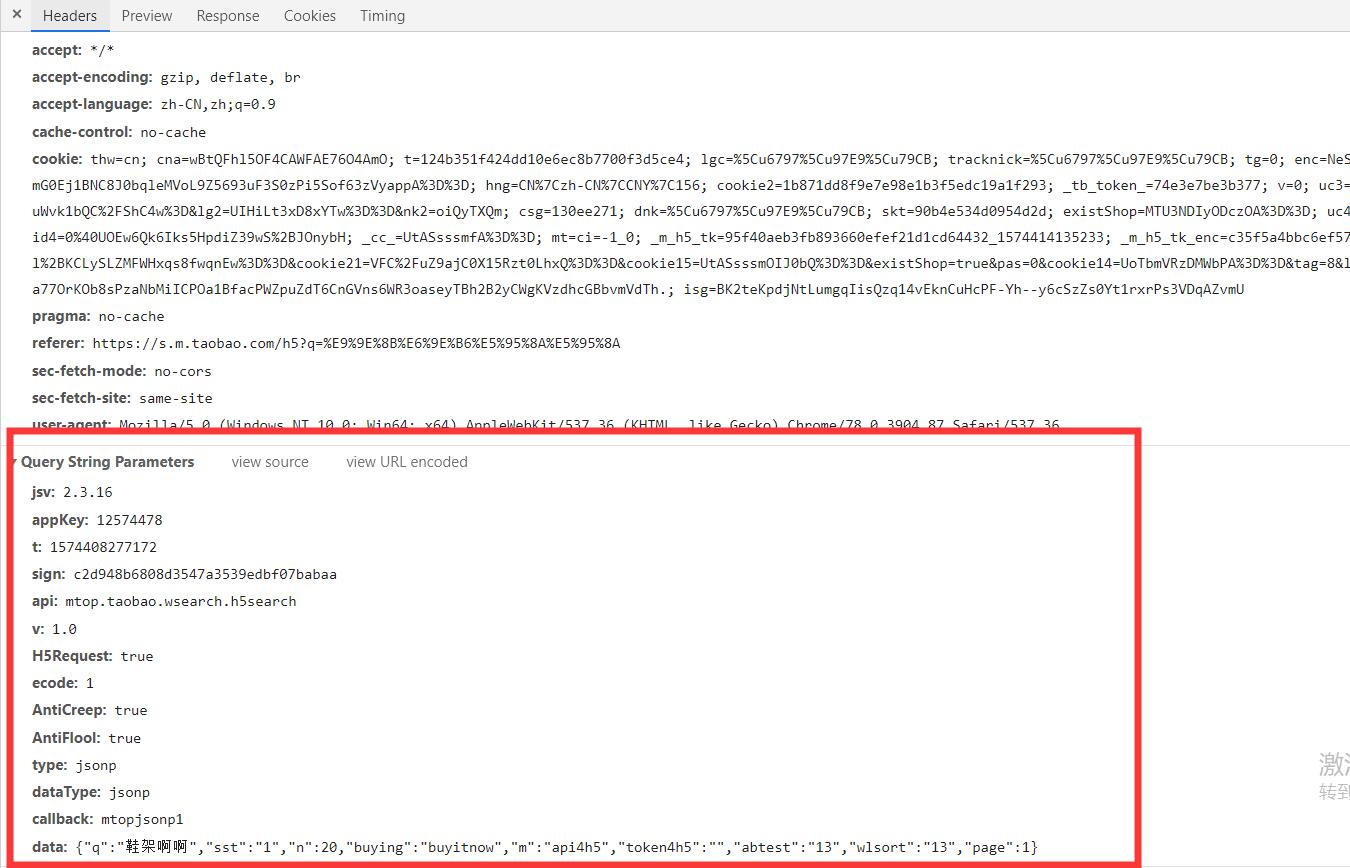 × Headers Preview Response Cookies Timing
accept: */*
accept-encoding: gzip, deflate, br
accept-language: zh-CN,zh;q=0.9
cache-control: no-cache
cookie: thw=cn; cna=wBtQFhl5OF4CAWFAE76O4AmO; t=124b351f424dd10e6ec8b7700f3d5ce4; lgc=%5Cu6797%5Cu97E9%5Cu79CB; tracknick=%5Cu6797%5Cu97E9%5Cu79CB; tg=0; enc=NeS
mG0Ej1BNC8J0bqleMVoL9Z5693uF3S0zPi5Sof63zVyappA%3D%3D; hng=CN%7Czh-CN%7CCNY%7C156; cookie2=1b871dd8f9e7e98e1b3f5edc19a1f293; _tb_token_=74e3e7be3b377; v=0; uc3=
uWvk1bQC%2FShC4w%3D&lg2=UIHiLt3xD8xYTw%3D%3D&nk2=oiQyTXQm; csg=130ee271; dnk=%5Cu6797%5Cu97E9%5Cu79CB; skt=90b4e534d0954d2d; existShop=MTU3NDIyODczOA%3D%3D; uc4
id4=0%40UOEw6Qk6Iks5HpdiZ39wS%2BJOnybH; _cc_=UtASssmfA%3D%3D; mt=ci=-1_0; _m_h5_tk=95f40aeb3fb893660efef21d1cd64432_1574414135233; _m_h5_tk_enc=c35f5a4bbc6ef57
l%2BKCLySLZMFWHxqs8fwqnEw%3D%3D&cookie21=VFC%2FuZ9ajC0X15Rzt0LhxQ%3D%3D&cookie15=UtASssmOIJ0bQ%3D%3D&existShop=true&pas=0&cookie14=UoTbmVRzDMWbPA%3D%3D&tag=8&l
a77OrKOb8sPzaNbMiICPOa1BfacPWZpuZdT6CnGVns6WR3oaseyTBh2B2yCWgKVzdhcGBbvmVdTh.; isg=BK2teKpdjNtLumgqIisQzq14vEknCuHcPF-Yh--y6cSzZs0Yt1rxrPs3VDqAZvmU
pragma: no-cache
referer: https://s.m.taobao.com/h5?q=%E9%9E%8B%E6%9E%B6%E5%95%8A%E5%95%8A
sec-fetch-mode: no-cors
sec-fetch-site: same-site
user-agent: Mozilla/5.0 (Windows NT 10.0; Win64; x64) AppleWebKit/537.36 (KHTML, like Gecko) Chrome/78.0.3904.87 Safari/537.36
Query String Parameters view source view URL encoded
jsv: 2.3.16
appKey: 12574478
t: 1574408277172
sign: c2d948b6808d3547a3539edbf07babaa
api: mtop.taobao.wsearch.h5search
v: 1.0
H5Request: true
ecode: 1
AntiCreep: true
AntiFlool: true
type: jsonp
dataType: jsonp
callback: mtopjsonp1
data: {"q":"鞋架啊啊","sst":"1","n":20,"buying":"buyitnow","m":"api4h5","token4h5":"","abtest":"13","wlsort":"13","page":1}
转到